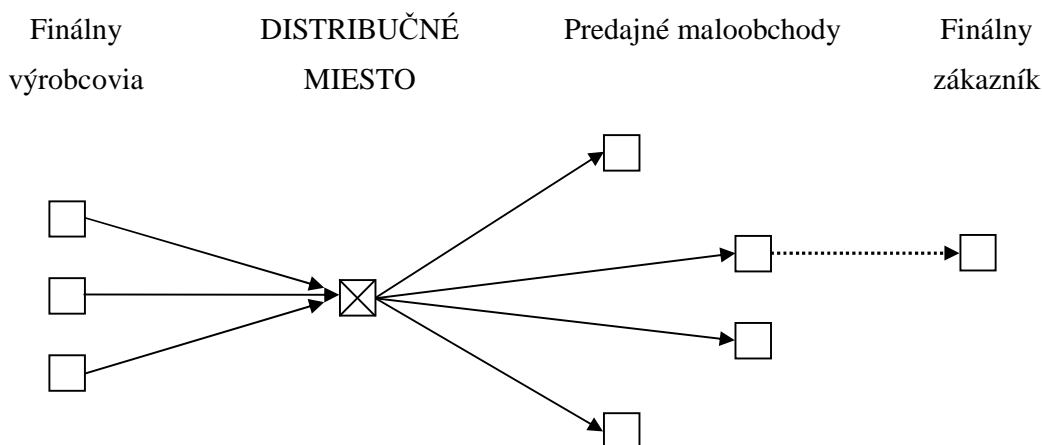 Finálny DISTRIBUČNÉ Predajné maloobchody Finálny
výrobcovia MIESTO zákazník